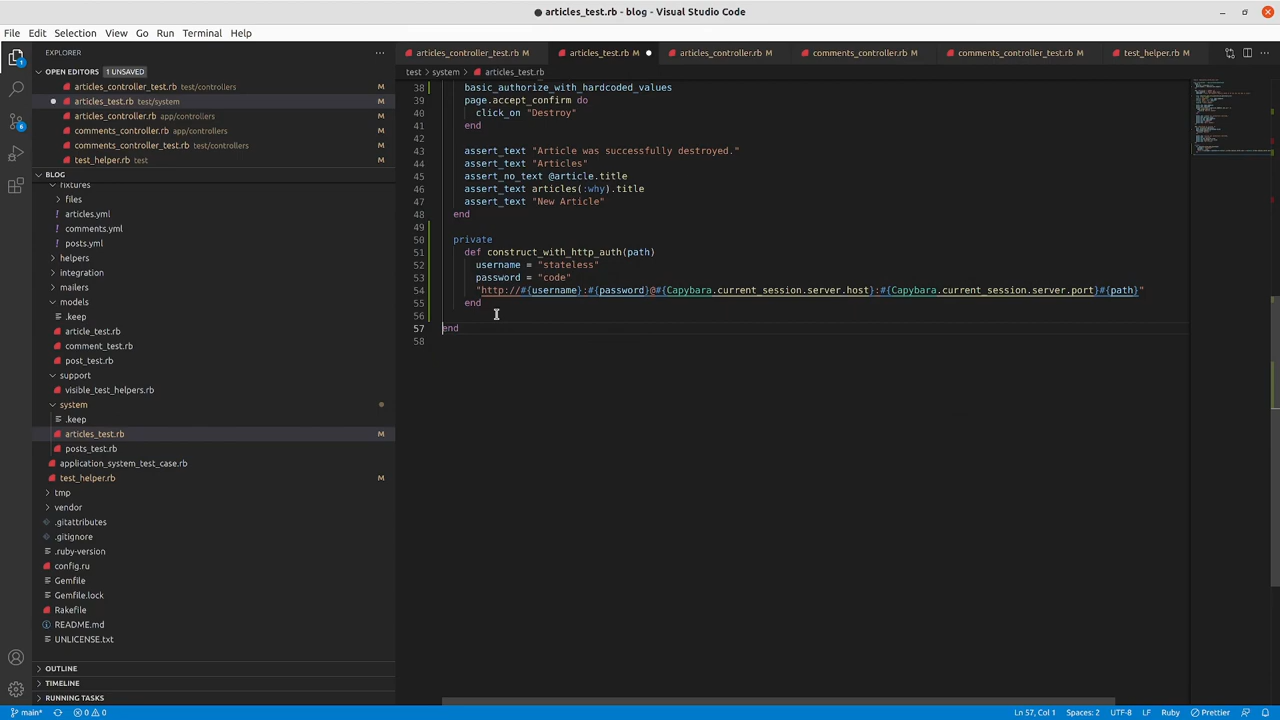 articles_test.rb - blog - Visual Studio Code
File Edit Selection View Go Run Terminal Help
EXPLORER
articles_controller_test.rb M
articles_test.rb M
articles_controller.rb M
comments_controller.rb M
comments_controller_test.rb M
test_helper.rb M
OPEN EDITORS 1 UNSAVED
test system articles_test.rb
articles_controller_test.rb test/controllers M
articles_test.rb test/system M
articles_controller.rb app/controllers M
comments_controller.rb app/controllers M
comments_controller_test.rb test/controllers M
test_helper.rb test M
BLOG
fixtures
files
articles.yml
comments.yml
posts.yml
helpers
integration
mailers
models
.keep
article_test.rb
comment_test.rb
post_test.rb
support
visible_test_helpers.rb
system
.keep
articles_test.rb M
posts_test.rb
application_system_test_case.rb
test_helper.rb M
tmp
vendor
.gitattributes
.gitignore
.ruby-version
config.ru
Gemfile
Gemfile.lock
Rakefile
README.md
UNLICENSE.txt
OUTLINE
TIMELINE
RUNNING TASKS
38 basic_authorize_with_hardcoded_values
39 page.accept_confirm do
40 click_on "Destroy"
41 end
42
43 assert_text "Article was successfully destroyed."
44 assert_text "Articles"
45 assert_no_text @article.title
46 assert_text articles(:why).title
47 assert_text "New Article"
48 end
49
50 private
51 def construct_with_http_auth(path)
52 username = "stateless"
53 password = "code"
54 "http://#{username}:#{password}@#{Capybara.current_session.server.host}:#{Capybara.current_session.server.port}#{path}"
55 end
56
57 end
58
1
6
main* 0 0 Ln 57, Col 1 Spaces: 2 UTF-8 LF Ruby Prettier